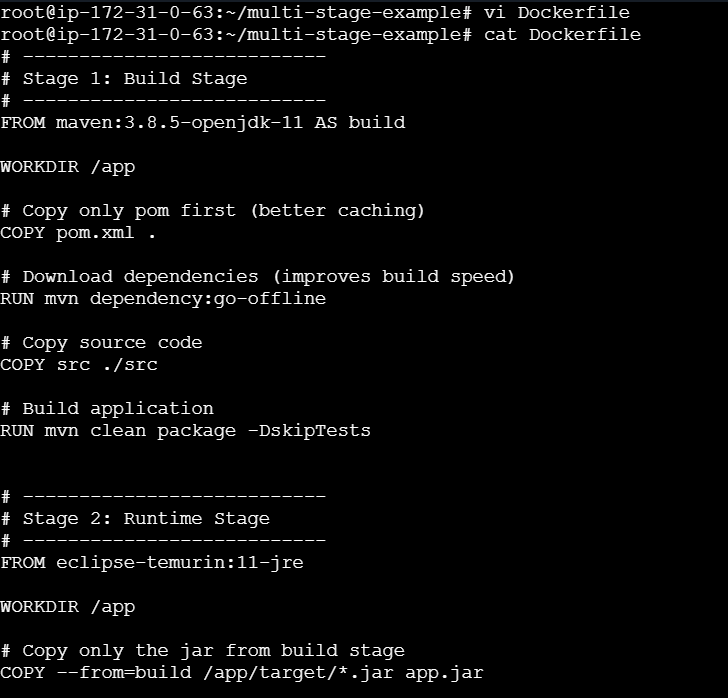 root@ip-172-31-0-63:~/multi-stage-example# vi Dockerfile
root@ip-172-31-0-63:~/multi-stage-example# cat Dockerfile
# ---------------------------
# Stage 1: Build Stage
# ---------------------------
FROM maven:3.8.5-openjdk-11 AS build
WORKDIR /app
# Copy only pom first (better caching)
COPY pom.xml .
# Download dependencies (improves build speed)
RUN mvn dependency:go-offline
# Copy source code
COPY src ./src
# Build application
RUN mvn clean package -DskipTests
# ---------------------------
# Stage 2: Runtime Stage
# ---------------------------
FROM eclipse-temurin:11-jre
WORKDIR /app
# Copy only the jar from build stage
COPY --from=build /app/target/*.jar app.jar